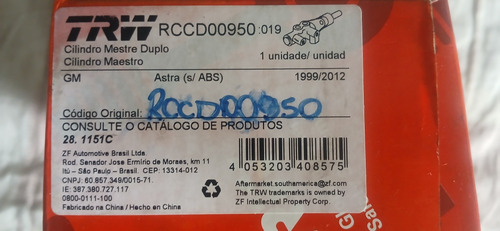 TRW RCCD00950 :019
Cilindro Mestre Duplo
Cilindro Maestro
1 unidade/ unidad
GM Astra (s/ ABS) 1999/2012
Código Original: RCCD00950
CONSULTE O CATÁLOGO DE PRODUTOS
28. 1151C
ZF Automotive Brasil Ltda.
Rod. Senador Jose Ermírio de Moraes, km 11
Itú – São Paulo – Brasil. CEP: 13314-012
CNPJ: 60.857.349/0015-71.
IE: 387.380.727.117
0800-0111-100
Fabricado na China / Hecho en China
4 053203 408575
Aftermarket.southamerica@zf.com
The TRW trademarks is owned by
ZF Intellectual Property Corp.